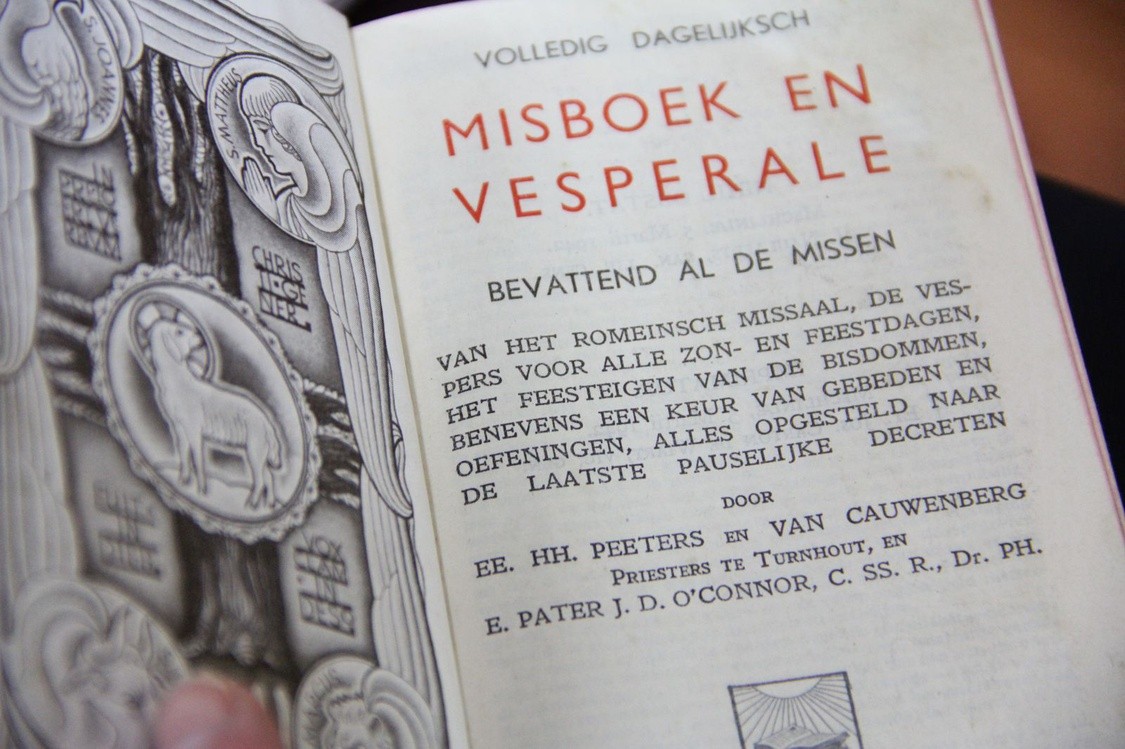 S. JOANNES
S. MATTHEUS
CHRIS
VOLLEDIG DAGELIJKSCH
MISBOEK EN
VESPERALE
BEVATTEND AL DE MISSEN
VAN HET ROMEINSCH MISSAAL, DE VES-
PERS VOOR ALLE ZON- EN FEESTDAGEN,
HET FEESTEIGEN VAN DE BISDOMMEN,
BENEVENS EEN KEUR VAN GEBEDEN EN
OEFENINGEN, ALLES OPGESTELD NAAR
DE LAATSTE PAUSELIJKE DECRETEN
DOOR
EE. HH. PEETERS EN VAN CAUWENBERG
PRIESTERS TE TURNHOUT, EN
E. PATER J. D. O'CONNOR, C. SS. R., Dr. PH.